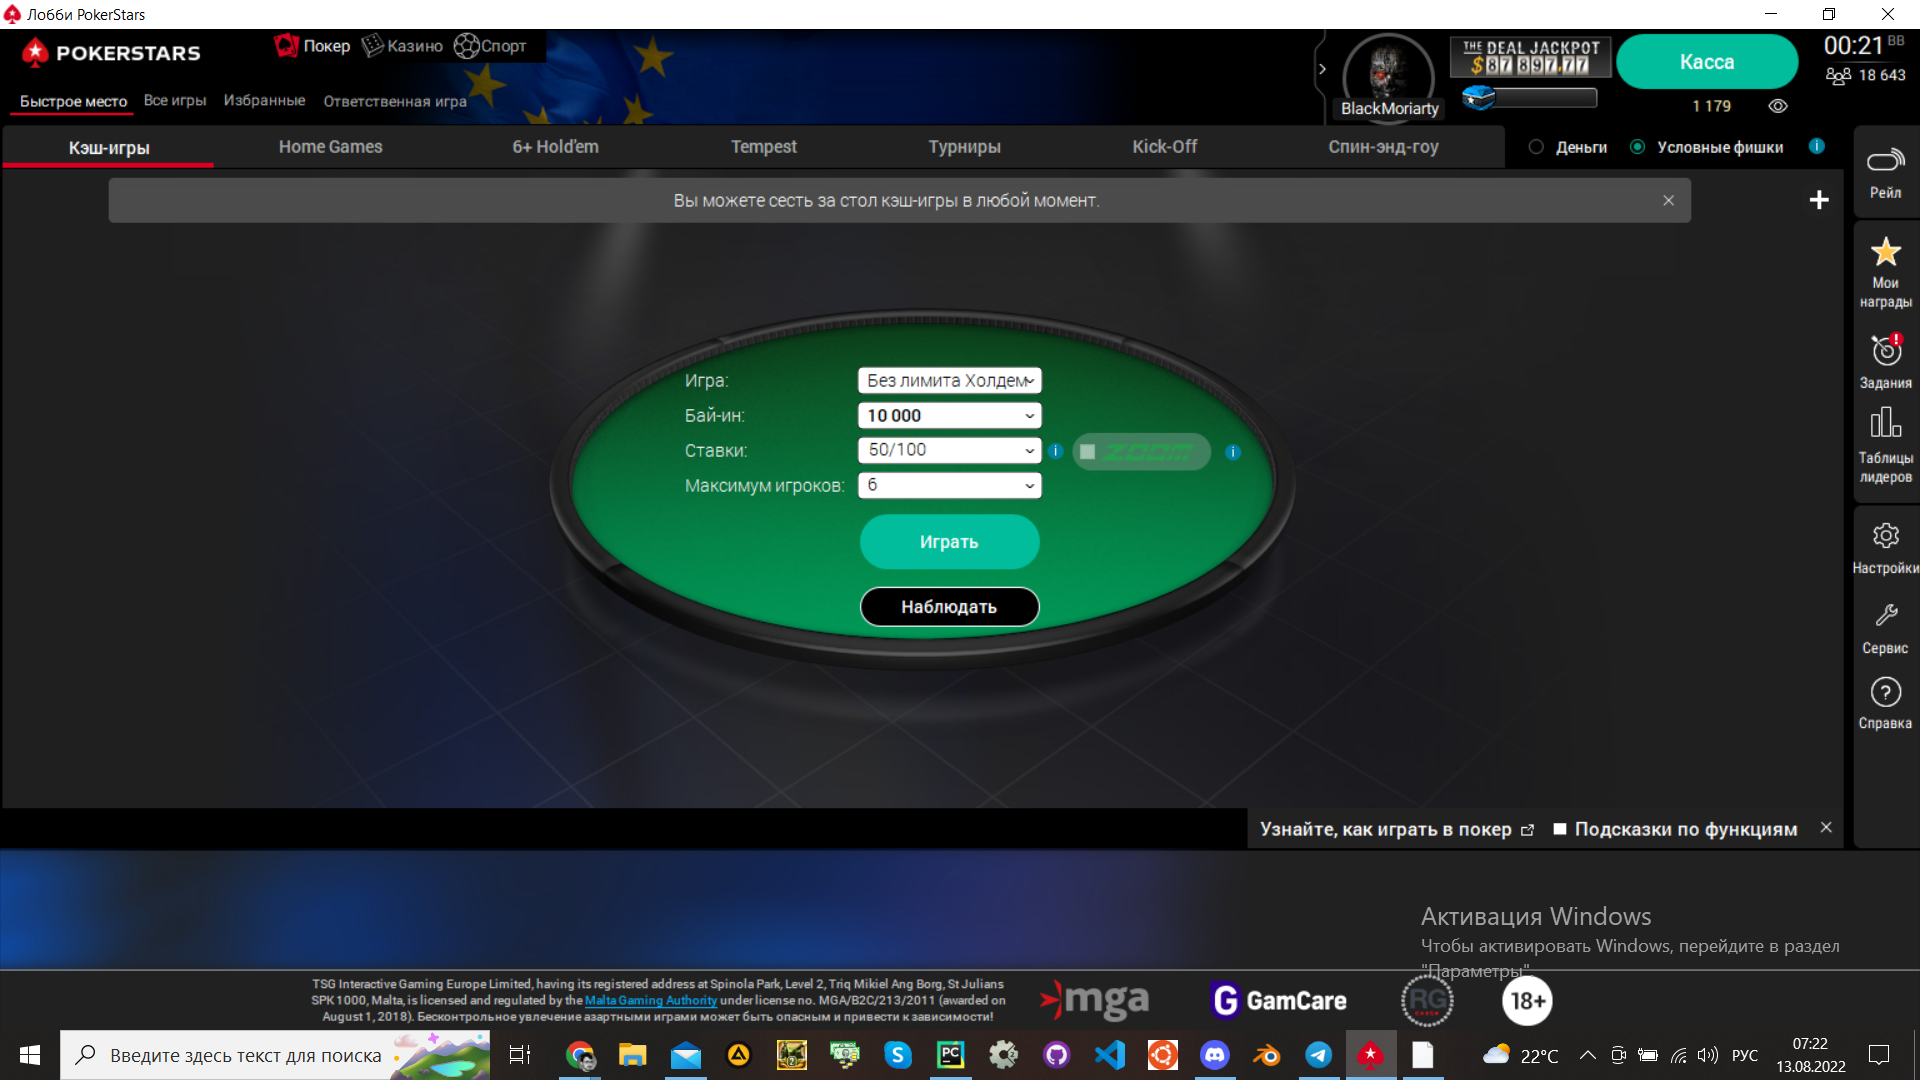 Лобби PokerStars
POKERSTARS
Покер Казино Спорт
Быстрое место Все игры Избранные Ответственная игра
BlackMoriarty
THE DEAL JACKPOT
$87 897.77
Касса
1 179
00:21 BB
18 643
Кэш-игры Home Games 6+ Hold'em Tempest Турниры Kick-Off Спин-энд-гоу
Деньги Условные фишки
Вы можете сесть за стол кэш-игры в любой момент.
Рейл
Мои
награды
Задания
Таблицы
лидеров
Настройки
Сервис
Справка
Игра: Без лимита Холдем
Бай-ин: 10 000
Ставки: 50/100 ZOOM
Максимум игроков: 6
Играть
Наблюдать
Узнайте, как играть в покер Подсказки по функциям
Активация Windows
Чтобы активировать Windows, перейдите в раздел
"Параметры".
TSG Interactive Gaming Europe Limited, having its registered address at Spinola Park, Level 2, Triq Mikiel Ang Borg, St Julians
SPK 1000, Malta, is licensed and regulated by the Malta Gaming Authority under license no. MGA/B2C/213/2011 (awarded on
August 1, 2018). Бесконтрольное увлечение азартными играми может быть опасным и привести к зависимости!
mga
G GamCare
RG
CHECK
18+
Введите здесь текст для поиска
22°C
РУС
07:22
13.08.2022